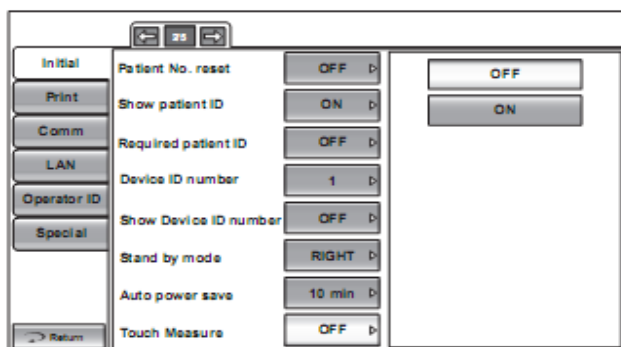 25
Initial
Print
Comm
LAN
Operator ID
Special
Return
Patient No. reset OFF
Show patient ID ON
Required patient ID OFF
Device ID number 1
Show Device ID number OFF
Stand by mode RIGHT
Auto power save 10 min
Touch Measure OFF
OFF
ON